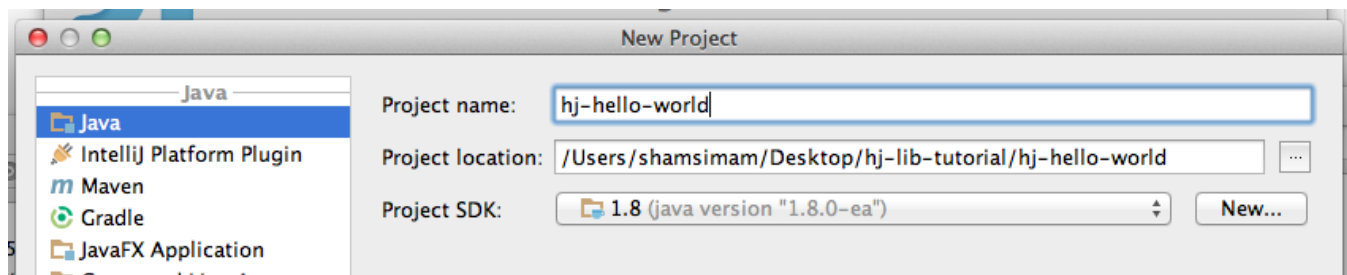 New Project
Java
Java
IntelliJ Platform Plugin
Maven
Gradle
JavaFX Application
Project name: hj-hello-world
Project location: /Users/shamsimam/Desktop/hj-lib-tutorial/hj-hello-world ...
Project SDK: 1.8 (java version "1.8.0-ea") New...